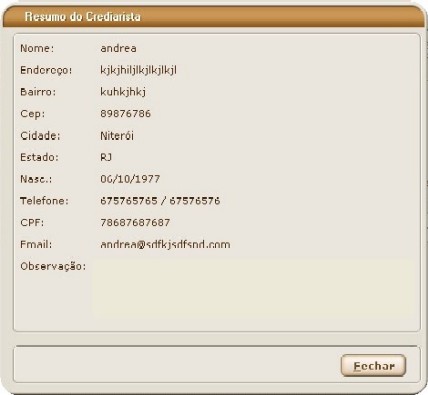 Resumo do Crediarista
Nome: andrea
Endereço: kjkjhiljlkjlkjlkjl
Bairro: kuhkjhkj
Cep: 89876786
Cidade: Niterói
Estado: RJ
Nasc.: 06/10/1977
Telefone: 675765765 / 67576576
CPF: 78687687687
Email: andrea@sdfkjsdfsnd.com
Observação:
Fechar